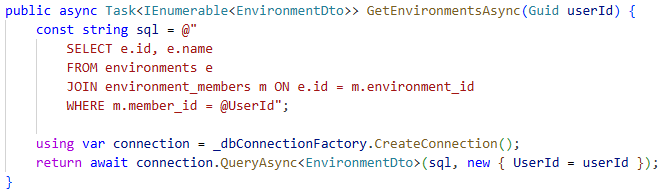 public async Task<IEnumerable<EnvironmentDto>> GetEnvironmentsAsync(Guid userId) {
    const string sql = @"
        SELECT e.id, e.name
        FROM environments e
        JOIN environment_members m ON e.id = m.environment_id
        WHERE m.member_id = @UserId";

    using var connection = _dbConnectionFactory.CreateConnection();
    return await connection.QueryAsync<EnvironmentDto>(sql, new { UserId = userId });
}